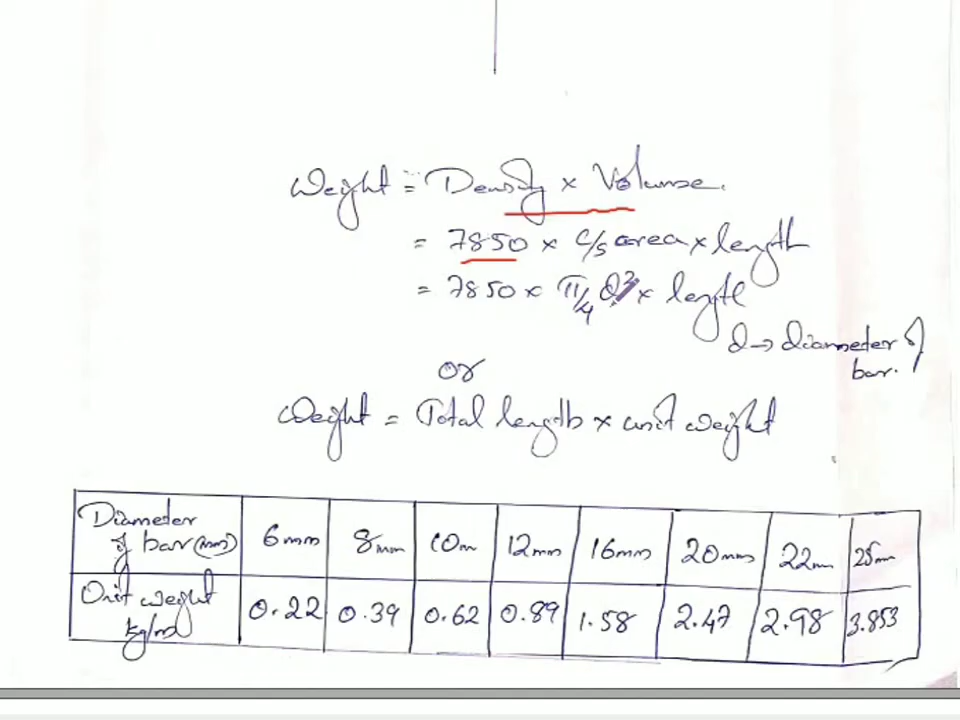 Weight = Density × Volume.
= 7850 × c/s area × length
= 7850 × π/4 d² × length
d → diameter of
bar.
or
Weight = Total length × unit weight
Diameter of bar (mm) 6mm 8mm 10m 12mm 16mm 20mm 22mm 25mm
Unit weight kg/m 0.22 0.39 0.62 0.89 1.58 2.47 2.98 3.853